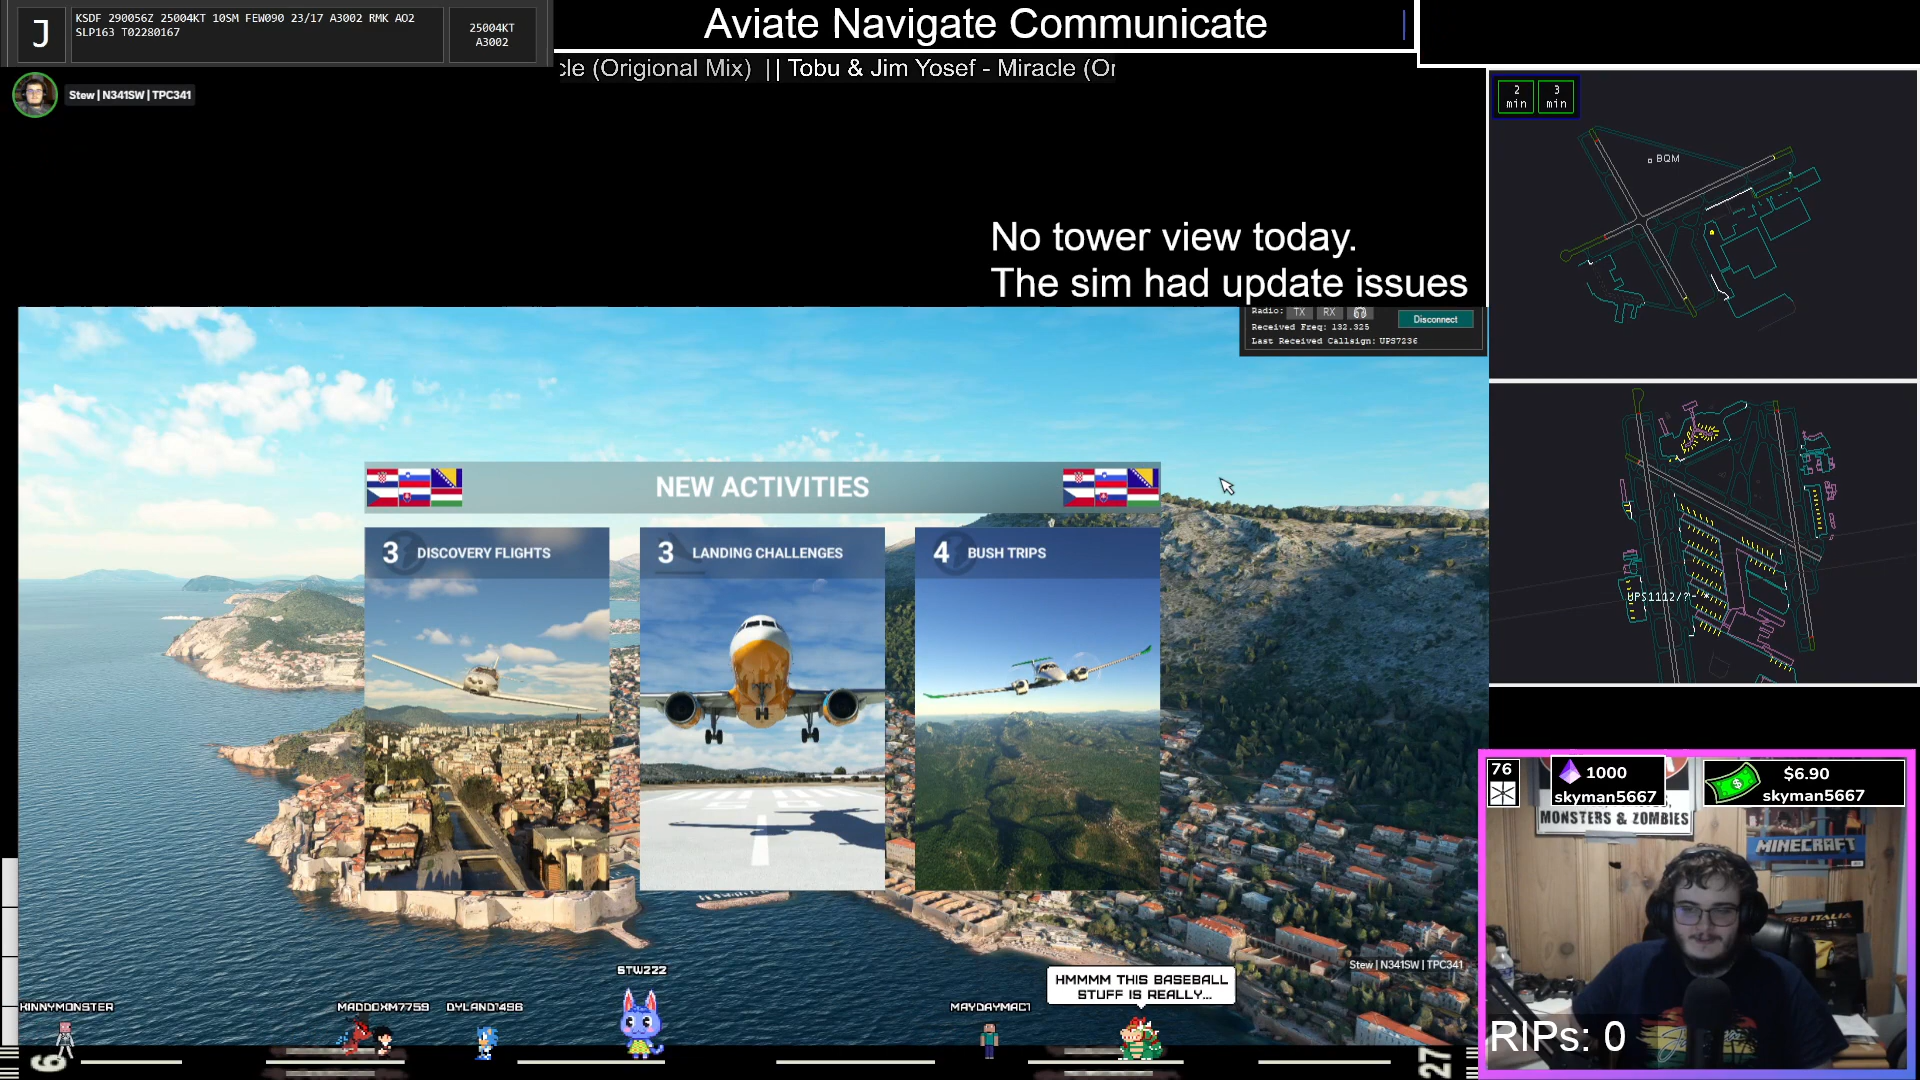 J
KSDF 290056Z 25004KT 10SM FEW090 23/17 A3002 RMK AO2
SLP163 T02280167
25004KT
A3002
Aviate Navigate Communicate
cle (Origional Mix) || Tobu & Jim Yosef - Miracle (Or
Stew | N341SW | TPC341
2
min
3
min
BQM
No tower view today.
The sim had update issues
Radio: TX RX
Disconnect
Received Freq: 132.325
Last Received Callsign: UPS7236
NEW ACTIVITIES
3 DISCOVERY FLIGHTS
3 LANDING CHALLENGES
4 BUSH TRIPS
UPS1112/?-*
76
1000
skyman5667
$6.90
skyman5667
MONSTERS & ZOMBIES
MINECRAFT
458 ITALIA
Stew | N341SW | TPC341
STW222
HMMMM THIS BASEBALL
STUFF IS REALLY...
KINNYMONSTER
MADDOXM7759
DYLAND1496
MAYDAYMAC1
RIPs: 0
9
27